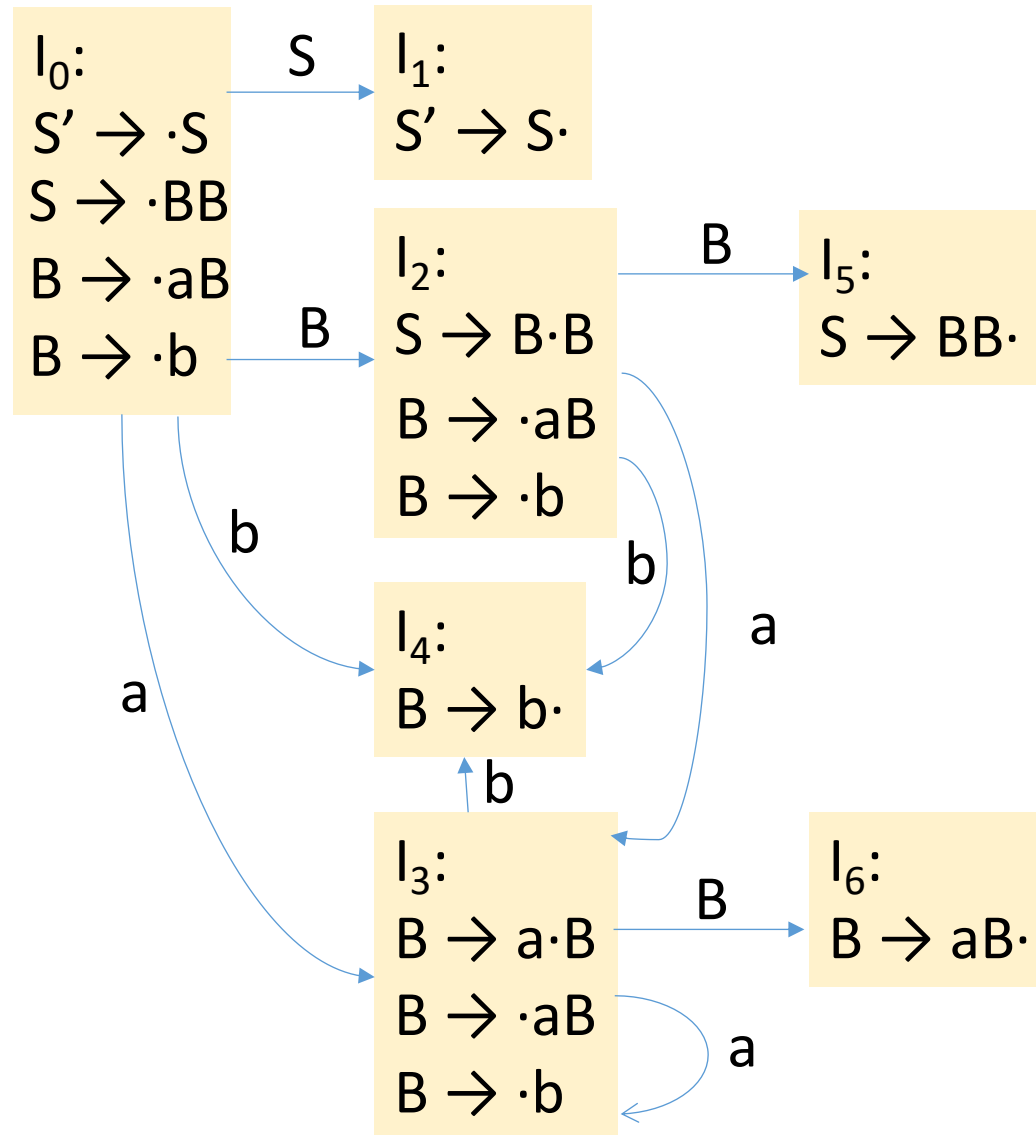 I₀:
S’ → ·S
S → ·BB
B → ·aB
B → ·b
S
I₁:
S’ → S·
B
I₂:
S → B·B
B → ·aB
B → ·b
B
I₅:
S → BB·
b
a
b
a
I₄:
B → b·
b
I₃:
B → a·B
B → ·aB
B → ·b
B
I₆:
B → aB·
a